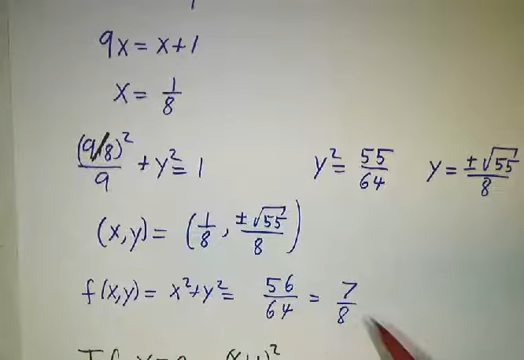 9x = x+1
x = 1/8
(9/8)²/9 + y² = 1    y² = 55/64    y = ±√55/8
(x,y) = (1/8, ±√55/8)
f(x,y) = x²+y² = 56/64 = 7/8